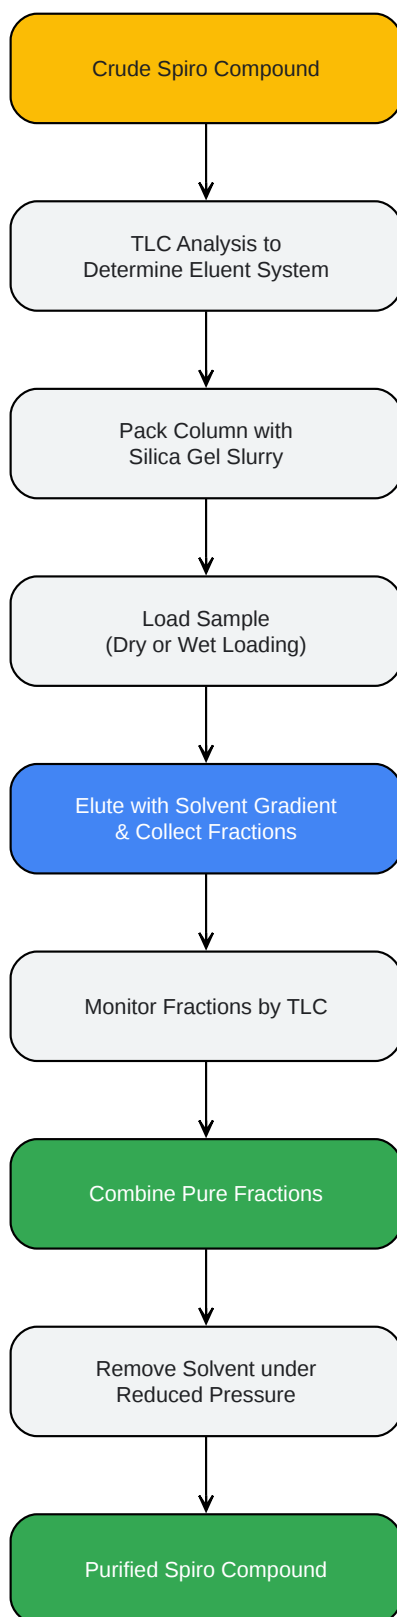 Crude Spiro Compound
TLC Analysis to
Determine Eluent System
Pack Column with
Silica Gel Slurry
Load Sample
(Dry or Wet Loading)
Elute with Solvent Gradient
& Collect Fractions
Monitor Fractions by TLC
Combine Pure Fractions
Remove Solvent under
Reduced Pressure
Purified Spiro Compound